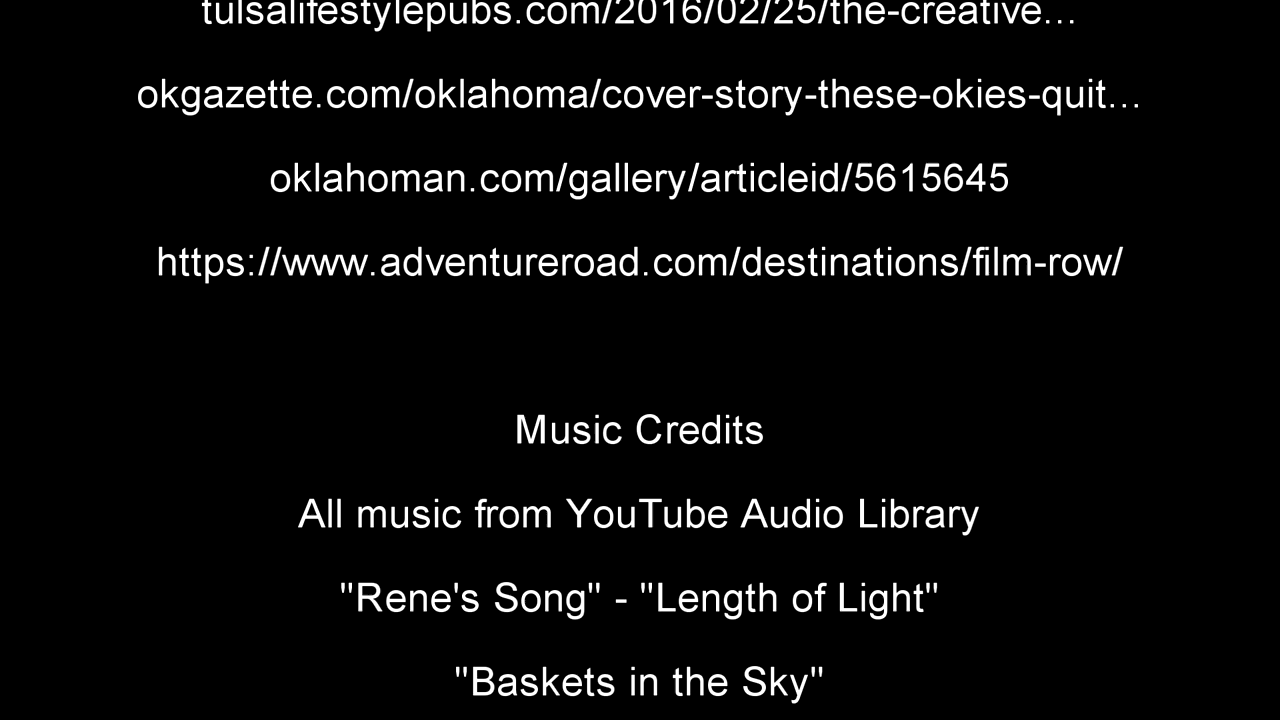 tulsalifestylepubs.com/2016/02/25/the-creative...
okgazette.com/oklahoma/cover-story-these-okies-quit...
oklahoman.com/gallery/articleid/5615645
https://www.adventureroad.com/destinations/film-row/
Music Credits
All music from YouTube Audio Library
"Rene's Song" - "Length of Light"
"Baskets in the Sky"